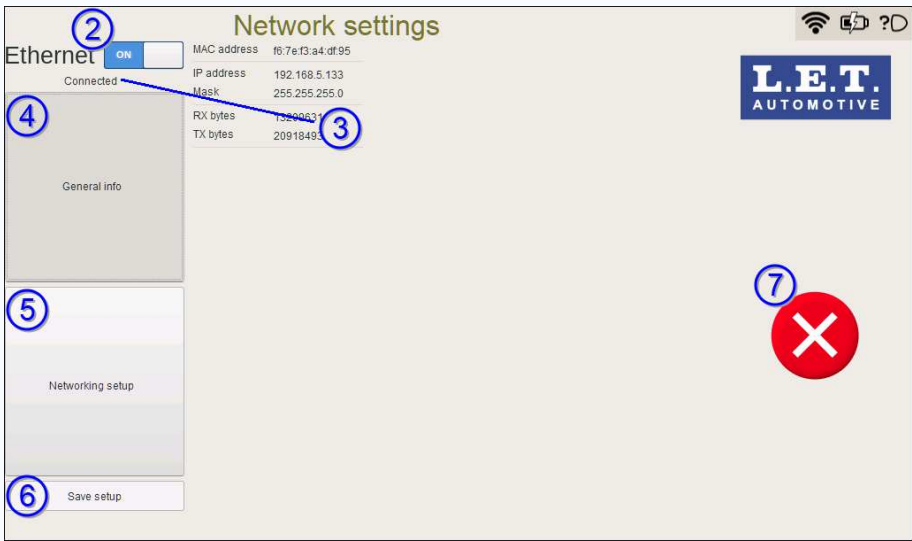 Network settings
?
2
Ethernet ON
Connected
MAC address f6:7e:f3:a4:df:95
IP address 192.168.5.133
Mask 255.255.255.0
RX bytes
TX bytes
3
L.E.T.
AUTOMOTIVE
4
General info
5
Networking setup
6
Save setup
7